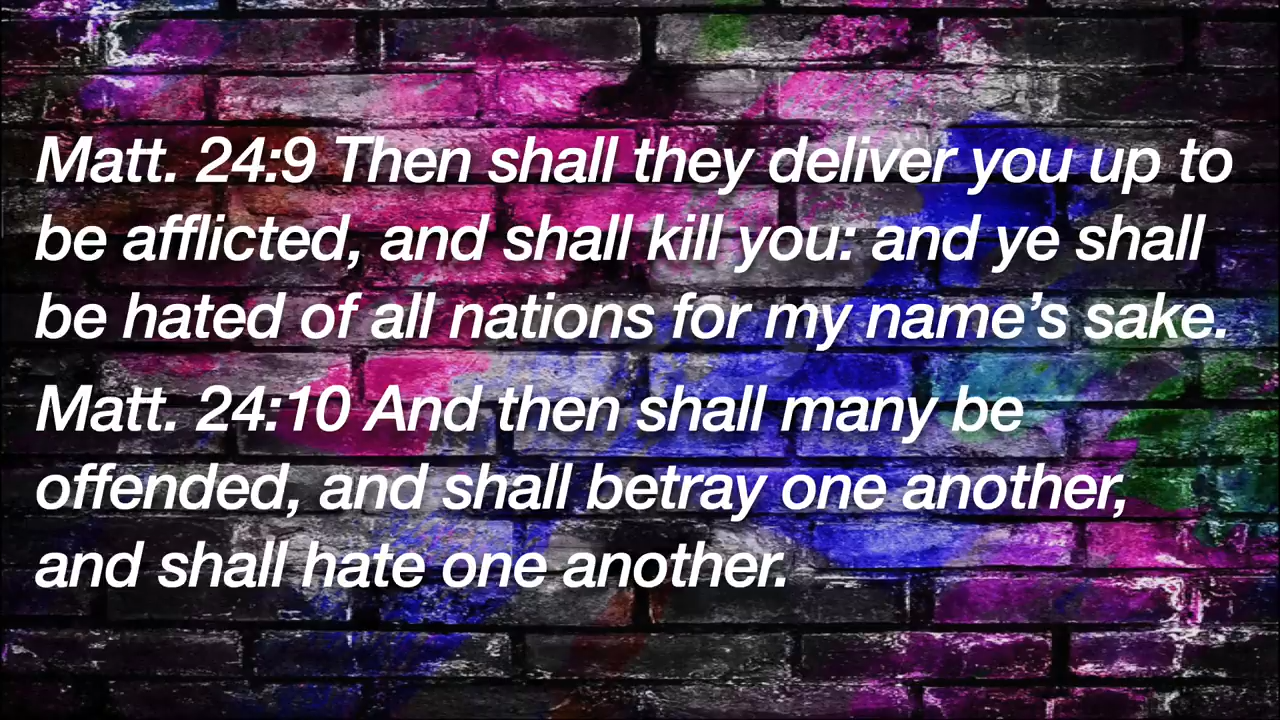 Matt. 24:9 Then shall they deliver you up to
be afflicted, and shall kill you: and ye shall
be hated of all nations for my name’s sake.
Matt. 24:10 And then shall many be
offended, and shall betray one another,
and shall hate one another.